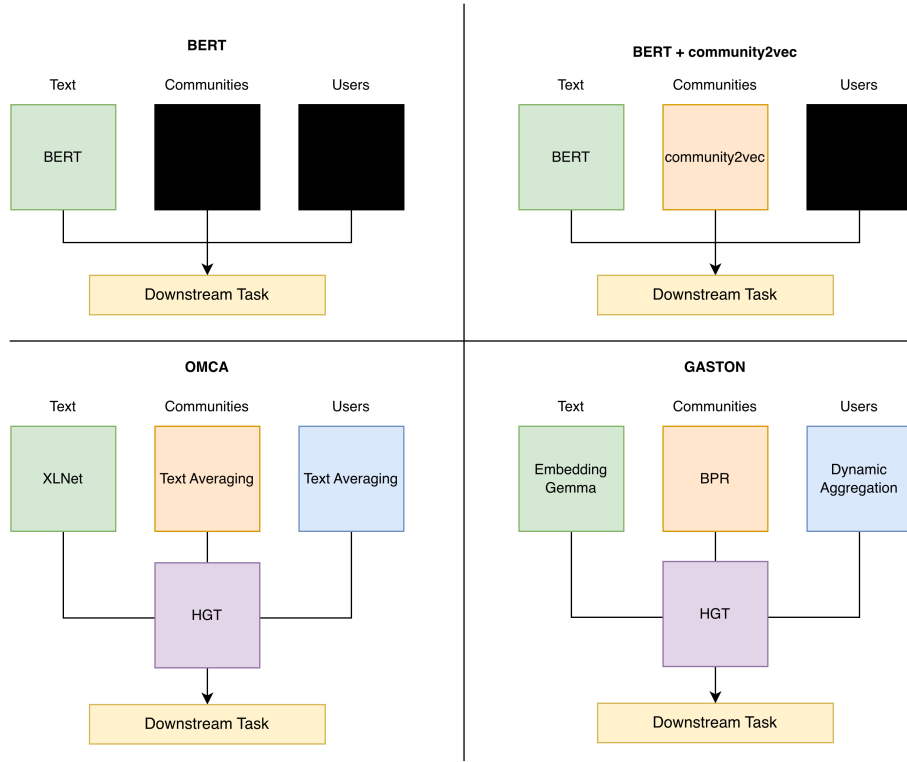 BERT
Text Communities Users
BERT
Downstream Task
BERT + community2vec
Text Communities Users
BERT community2vec
Downstream Task
OMCA
Text Communities Users
XLNet Text Averaging Text Averaging
HGT
Downstream Task
GASTON
Text Communities Users
Embedding
Gemma
BPR
Dynamic
Aggregation
HGT
Downstream Task